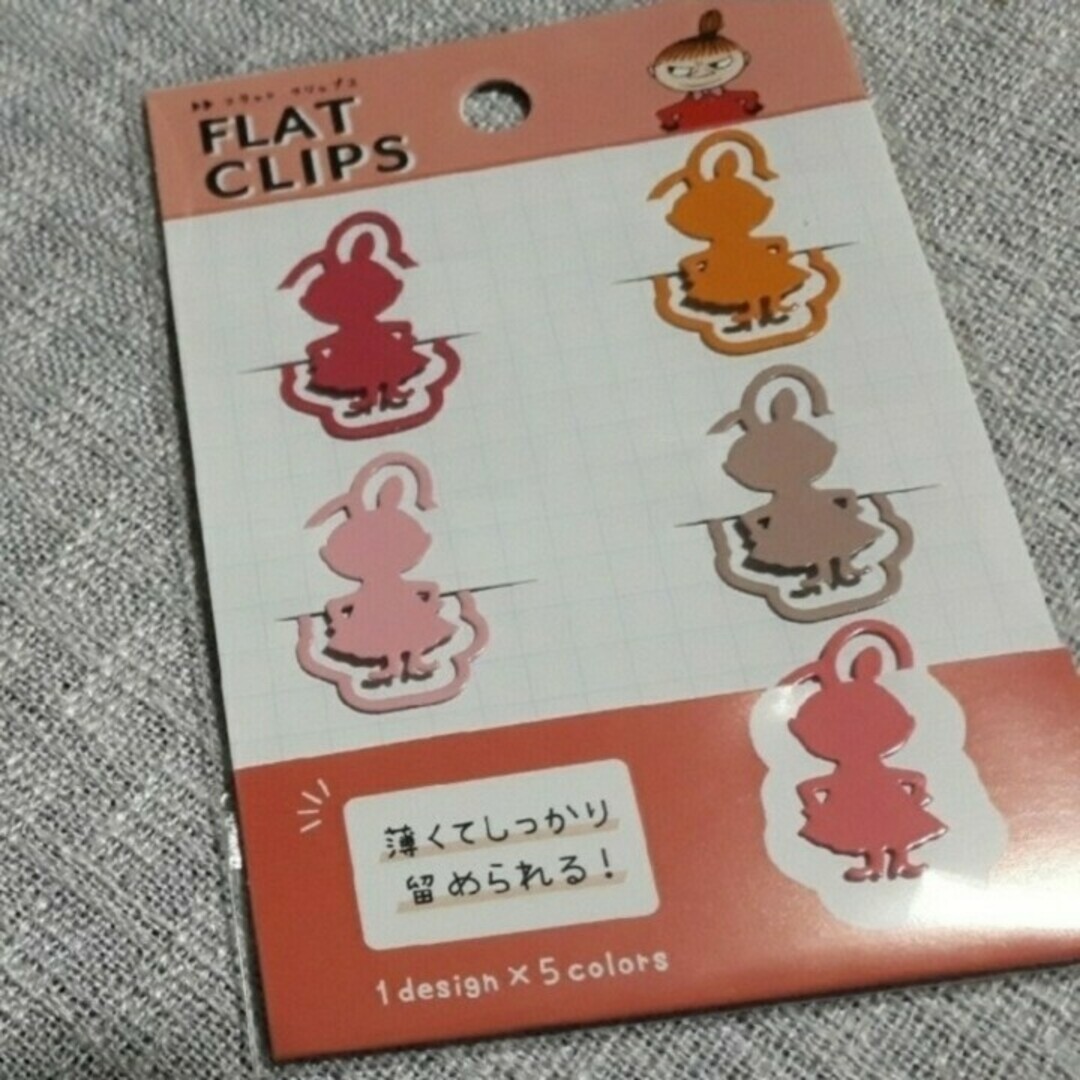 フラット クリップス
FLAT
CLIPS
薄くてしっかり
留められる!
1 design × 5 colors